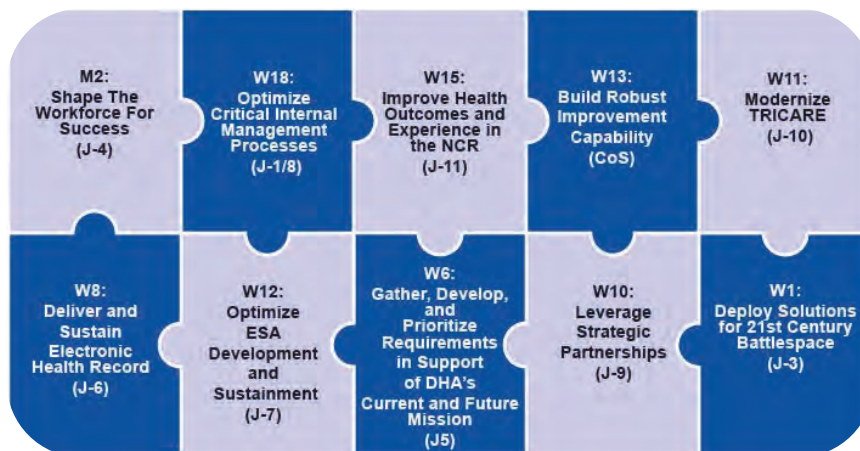 M2:
Shape The
Workforce For
Success
(J-4)
W18:
Optimize
Critical Internal
Management
Processes
(J-1/8)
W15:
Improve Health
Outcomes and
Experience in
the NCR
(J-11)
W13:
Build Robust
Improvement
Capability
(CoS)
W11:
Modernize
TRICARE
(J-10)
W8:
Deliver and
Sustain
Electronic
Health Record
(J-6)
W12:
Optimize
ESA
Development
and
Sustainment
(J-7)
W6:
Gather, Develop,
and
Prioritize
Requirements
in Support
of DHA's
Current and Future
Mission
(J5)
W10:
Leverage
Strategic
Partnerships
(J-9)
W1:
Deploy Solutions
for 21st Century
Battlespace
(J-3)